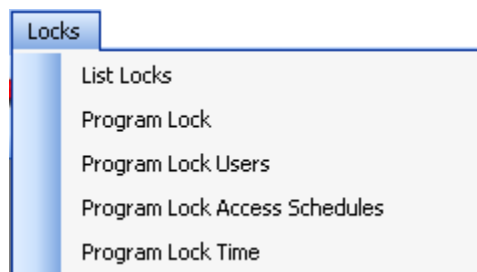 Locks
List Locks
Program Lock
Program Lock Users
Program Lock Access Schedules
Program Lock Time